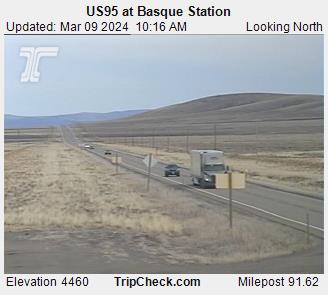 US95 at Basque Station
Updated: Mar 09 2024 10:16 AM Looking North
Elevation 4460 TripCheck.com Milepost 91.62